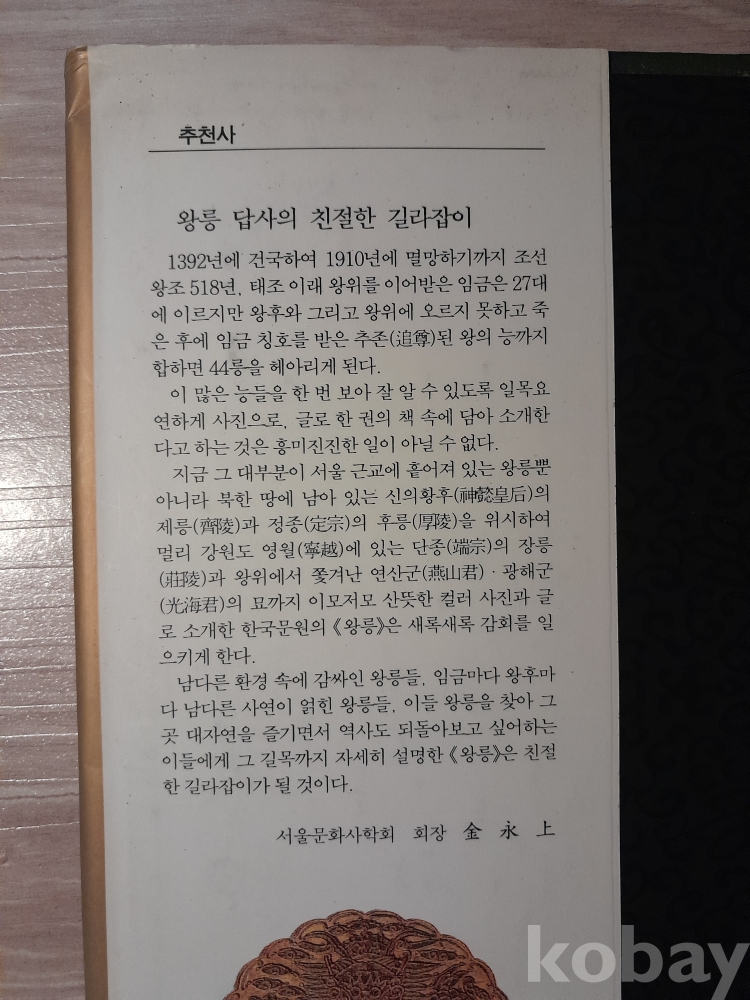 추천사
왕릉 답사의 친절한 길라잡이
1392년에 건국하여 1910년에 멸망하기까지 조선
왕조 518년, 태조 이래 왕위를 이어받은 임금은 27대
에 이르지만 왕후와 그리고 왕위에 오르지 못하고 죽
은 후에 임금 칭호를 받은 추존(追尊)된 왕의 능까지
합하면 44릉을 헤아리게 된다.
이 많은 능들을 한 번 보아 잘 알 수 있도록 일목요
연하게 사진으로, 글로 한 권의 책 속에 담아 소개한
다고 하는 것은 흥미진진한 일이 아닐 수 없다.
지금 그 대부분이 서울 근교에 흩어져 있는 왕릉뿐
아니라 북한 땅에 남아 있는 신의황후(神懿皇后)의
제릉(齊陵)과 정종(定宗)의 후릉(厚陵)을 위시하여
멀리 강원도 영월(寧越)에 있는 단종(端宗)의 장릉
(莊陵)과 왕위에서 쫓겨난 연산군(燕山君)·광해군
(光海君)의 묘까지 이모저모 산뜻한 컬러 사진과 글
로 소개한 한국문원의 《왕릉》은 새록새록 감회를 일
으키게 한다.
남다른 환경 속에 감싸인 왕릉들, 임금마다 왕후마
다 남다른 사연이 얽힌 왕릉들, 이들 왕릉을 찾아 그
곳 대자연을 즐기면서 역사도 되돌아보고 싶어하는
이들에게 그 길목까지 자세히 설명한 《왕릉》은 친절
한 길라잡이가 될 것이다.
서울문화사학회 회장 金永上
kobay